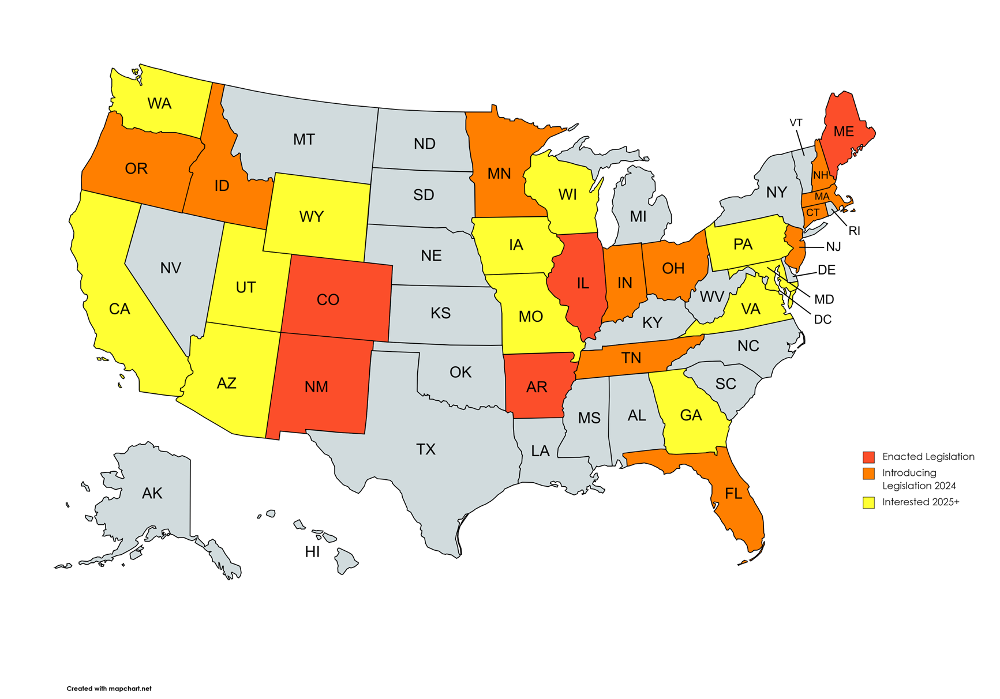 WA
MT
ND
MN
VT
ME
OR
ID
SD
WI
NH
NY
MA
WY
MI
CT
RI
IA
PA
NJ
NE
NV
UT
IL
IN
OH
DE
CO
WV
MD
CA
KS
MO
VA
DC
KY
NC
TN
OK
AZ
NM
AR
SC
MS
AL
GA
TX
LA
Enacted Legislation
Introducing
Legislation 2024
Interested 2025+
AK
FL
HI
Created with mapchart.net